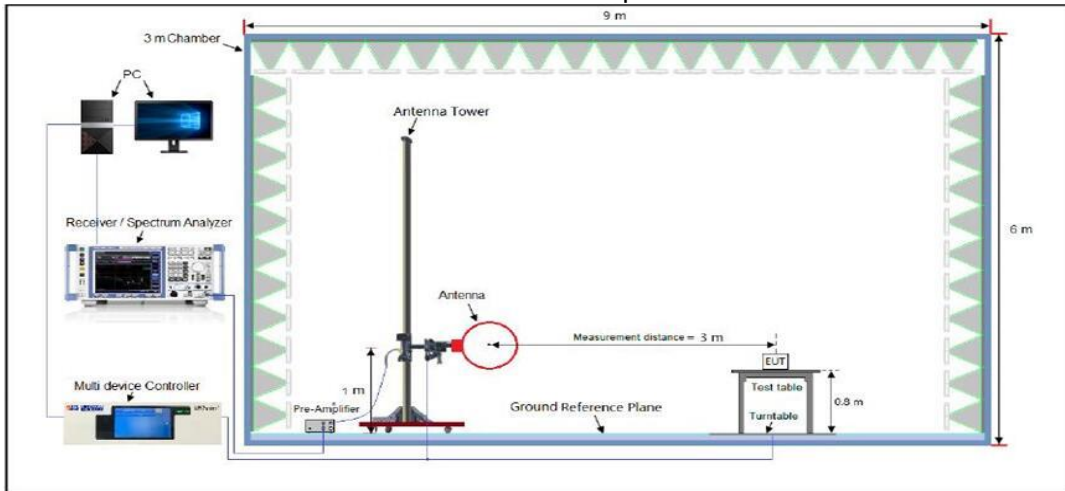 9 m
3 m Chamber
PC
Antenna Tower
Receiver / Spectrum Analyzer
6 m
Antenna
Measurement distance = 3 m
EUT
Multi device Controller
1 m
Test table
0.8 m
Pre-Amplifier
Ground Reference Plane
Turntable